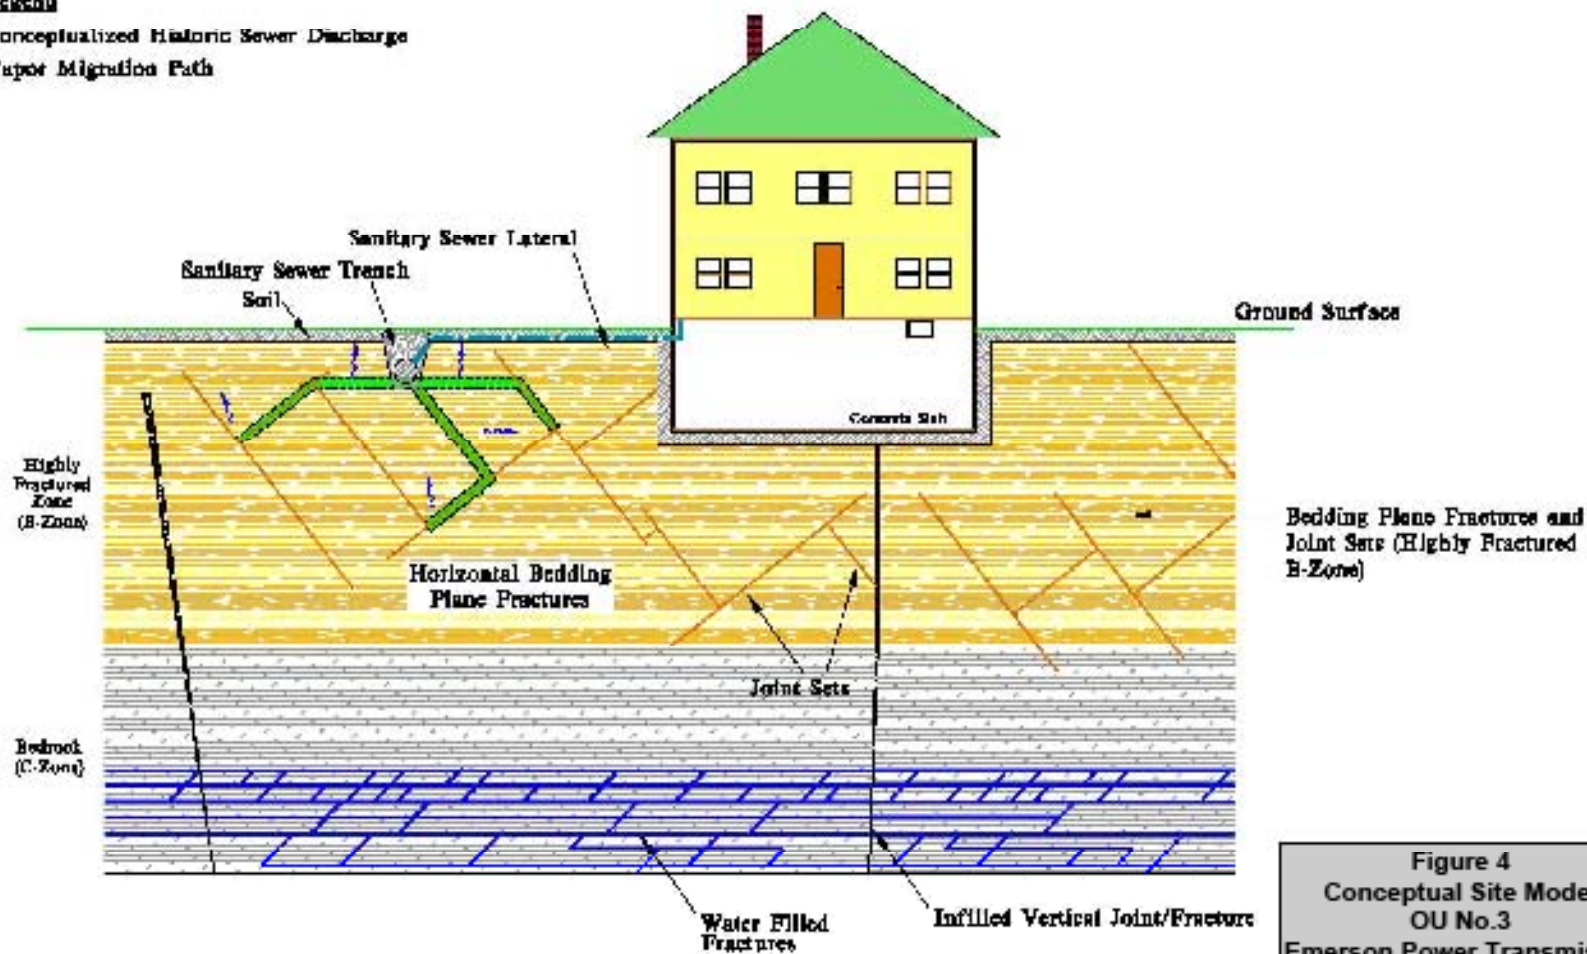 onceptualized Historic Sewer Discharge
apor Migration Path
Sanitary Sewer Lateral
Sanitary Sewer Trench
Soil
Ground Surface
Concrete Slab
Highly
Fractured
Zone
(B-Zone)
Bedding Plane Fractures and
Joint Sets (Highly Fractured
B-Zone)
Horizontal Bedding
Plane Fractures
Joint Sets
Bedrock
(C-Zone)
Water Filled
Fractures
Infilled Vertical Joint/Fracture
Figure 4
Conceptual Site Mode
OU No.3
Emerson Power Transmis